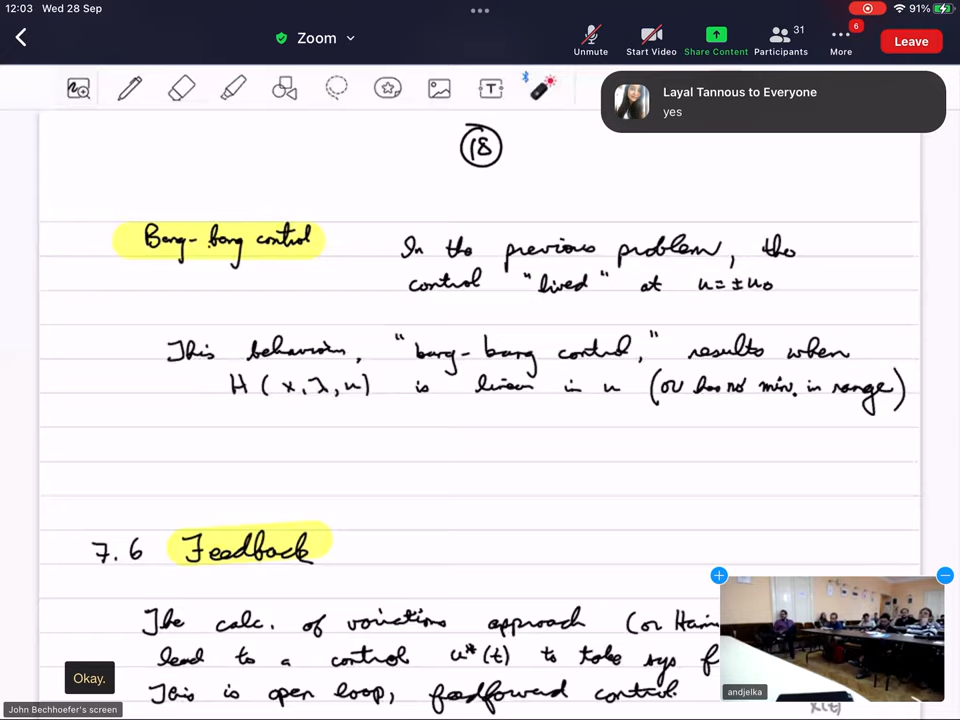 12:03 Wed 28 Sep
91%
Zoom
Unmute
Start Video
Share Content
31
Participants
6
More
Leave
Layal Tannous to Everyone
yes
18
Bang-bang control
In the previous problem, the
control "lived" at u=±u₀
This behaviour, "bang-bang control," results when
H(x,λ,u) is linear in u (or has no min. in range)
7.6 Feedback
The calc. of variations approach (or Ham
lead to a control u*(t) to take sys f
This is open loop, feedforward control.
x(t)
Okay.
andjelka
John Bechhoefer's screen